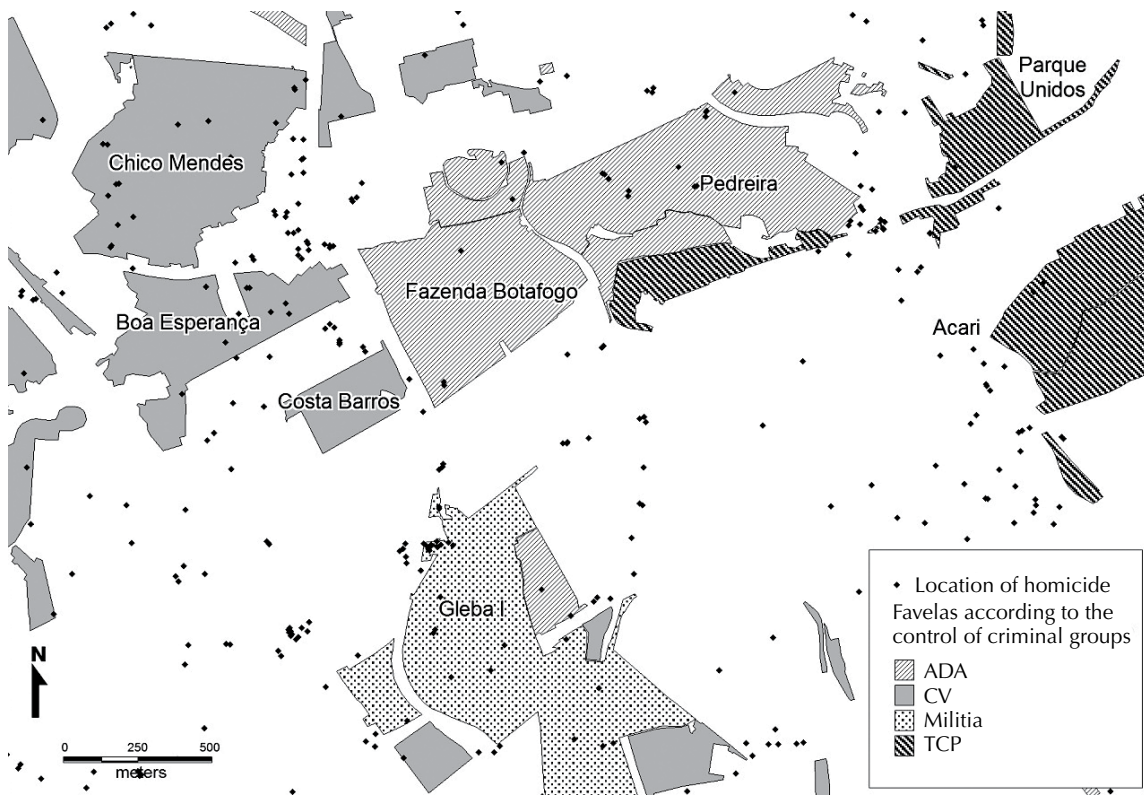 Parque
Unidos
Chico Mendes
Pedreira
Fazenda Botafogo
Boa Esperança
Acari
Costa Barros
Gleba I
Location of homicide
Favelas according to the
control of criminal groups
ADA
CV
Militia
TCP
N
0 250 500
meters